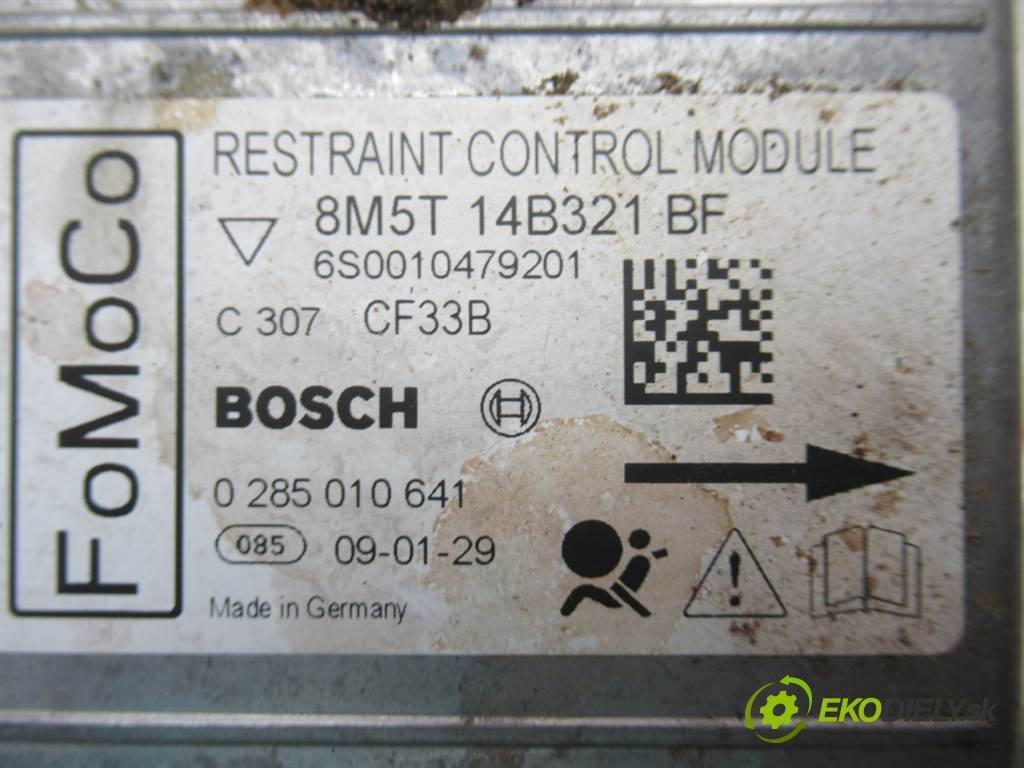 FoMoCo
RESTRAINT CONTROL MODULE
8M5T 14B321 BF
6S0010479201
C 307 CF33B
BOSCH
0 285 010 641
085 09-01-29
Made in Germany
EKODIELY.sk